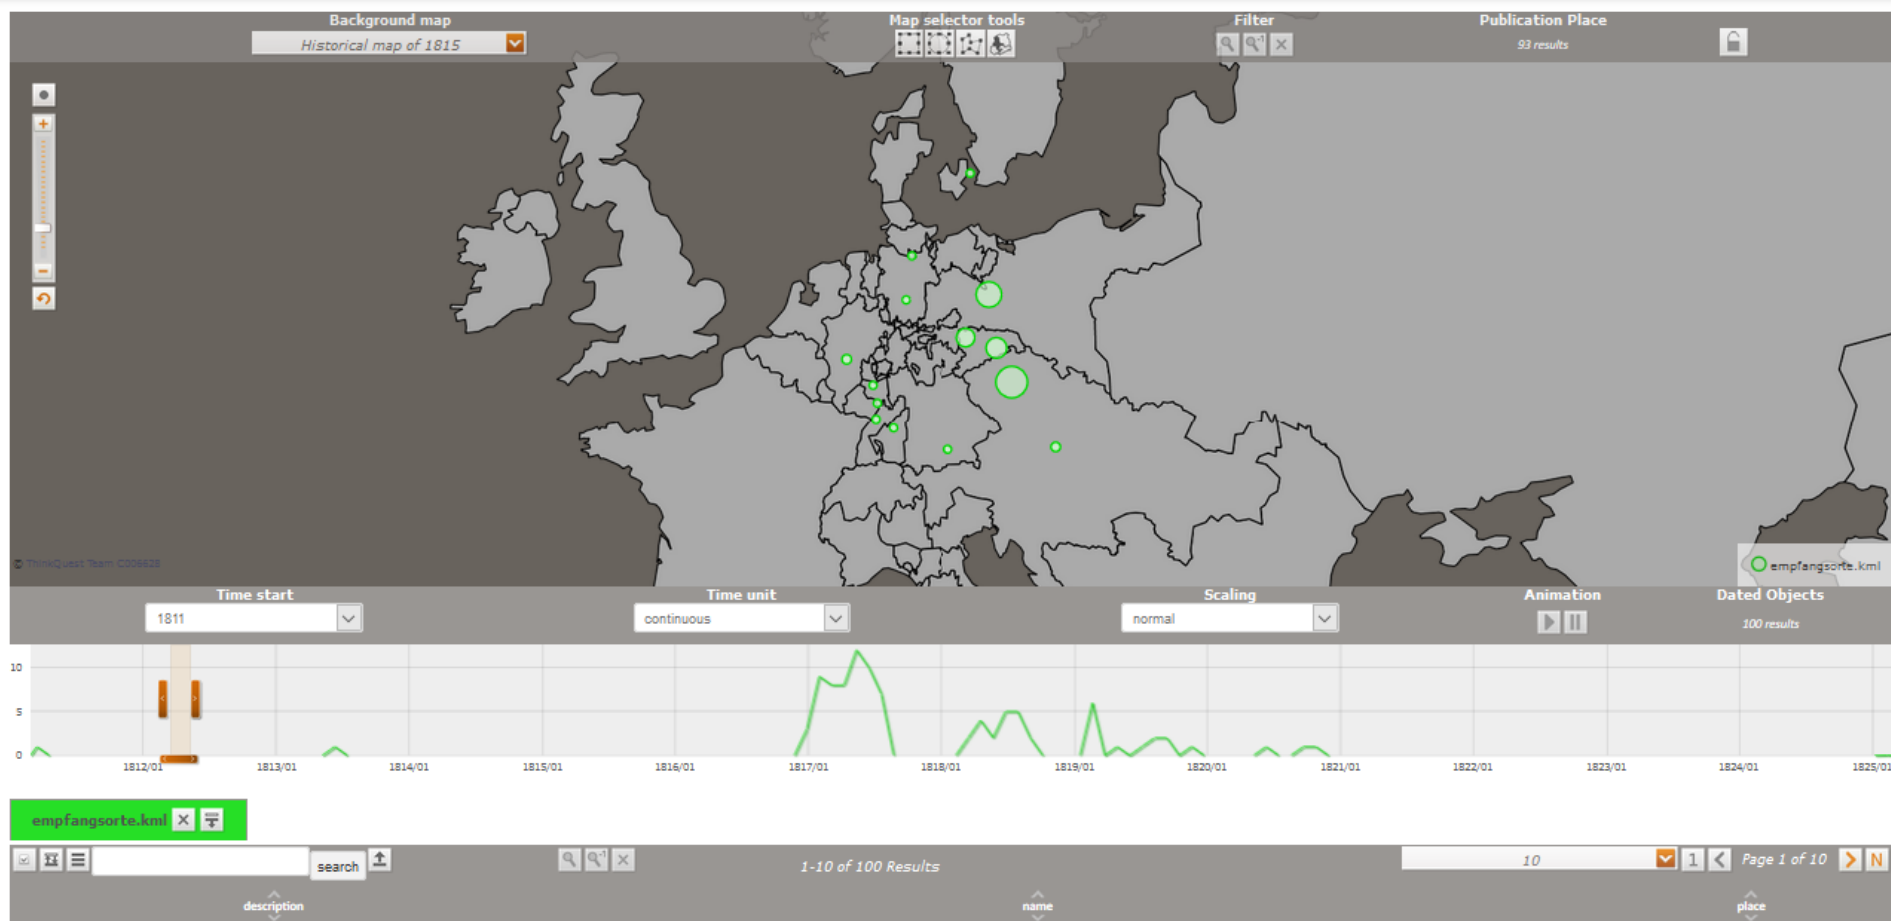 Background map
Map selector tools
Filter
Publication Place
Historical map of 1815
93 results
© ThinkQuest Team C006628
empfangsorte.kml
Time start
Time unit
Scaling
Animation
Dated Objects
1811
continuous
normal
100 results
10
5
0
1812/01
1813/01
1814/01
1815/01
1816/01
1817/01
1818/01
1819/01
1820/01
1821/01
1822/01
1823/01
1824/01
1825/01
empfangsorte.kml
search
1-10 of 100 Results
10
1
Page 1 of 10
N
description
name
place